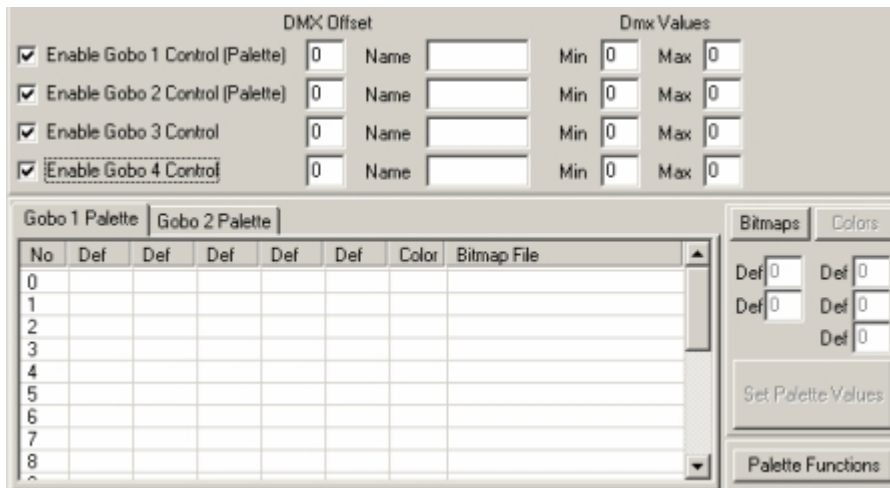 DMX Offset Dmx Values
Enable Gobo 1 Control (Palette) 0 Name Min 0 Max 0
Enable Gobo 2 Control (Palette) 0 Name Min 0 Max 0
Enable Gobo 3 Control 0 Name Min 0 Max 0
Enable Gobo 4 Control 0 Name Min 0 Max 0
Gobo 1 Palette Gobo 2 Palette Bitmaps Colors
No Def Def Def Def Def Color Bitmap File
Def 0 Def 0
Def 0 Def 0
Def 0
0
1
2
3
4
5
6
7
8
Set Palette Values
Palette Functions